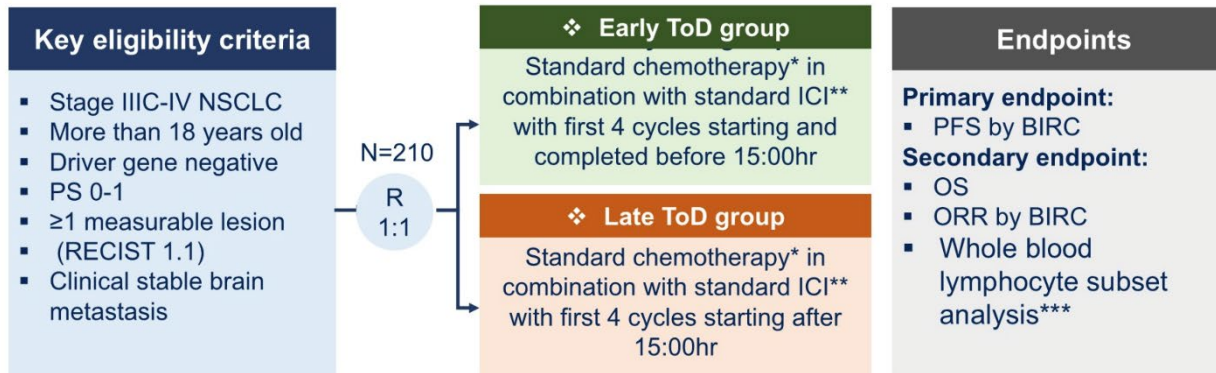 Key eligibility criteria
▪ Stage IIIC-IV NSCLC
▪ More than 18 years old
▪ Driver gene negative
▪ PS 0-1
▪ ≥1 measurable lesion
▪ (RECIST 1.1)
▪ Clinical stable brain
metastasis
N=210
R
1:1
❖ Early ToD group
Standard chemotherapy* in
combination with standard ICI**
with first 4 cycles starting and
completed before 15:00hr
❖ Late ToD group
Standard chemotherapy* in
combination with standard ICI**
with first 4 cycles starting after
15:00hr
Endpoints
Primary endpoint:
▪ PFS by BIRC
Secondary endpoint:
▪ OS
▪ ORR by BIRC
▪ Whole blood
lymphocyte subset
analysis***